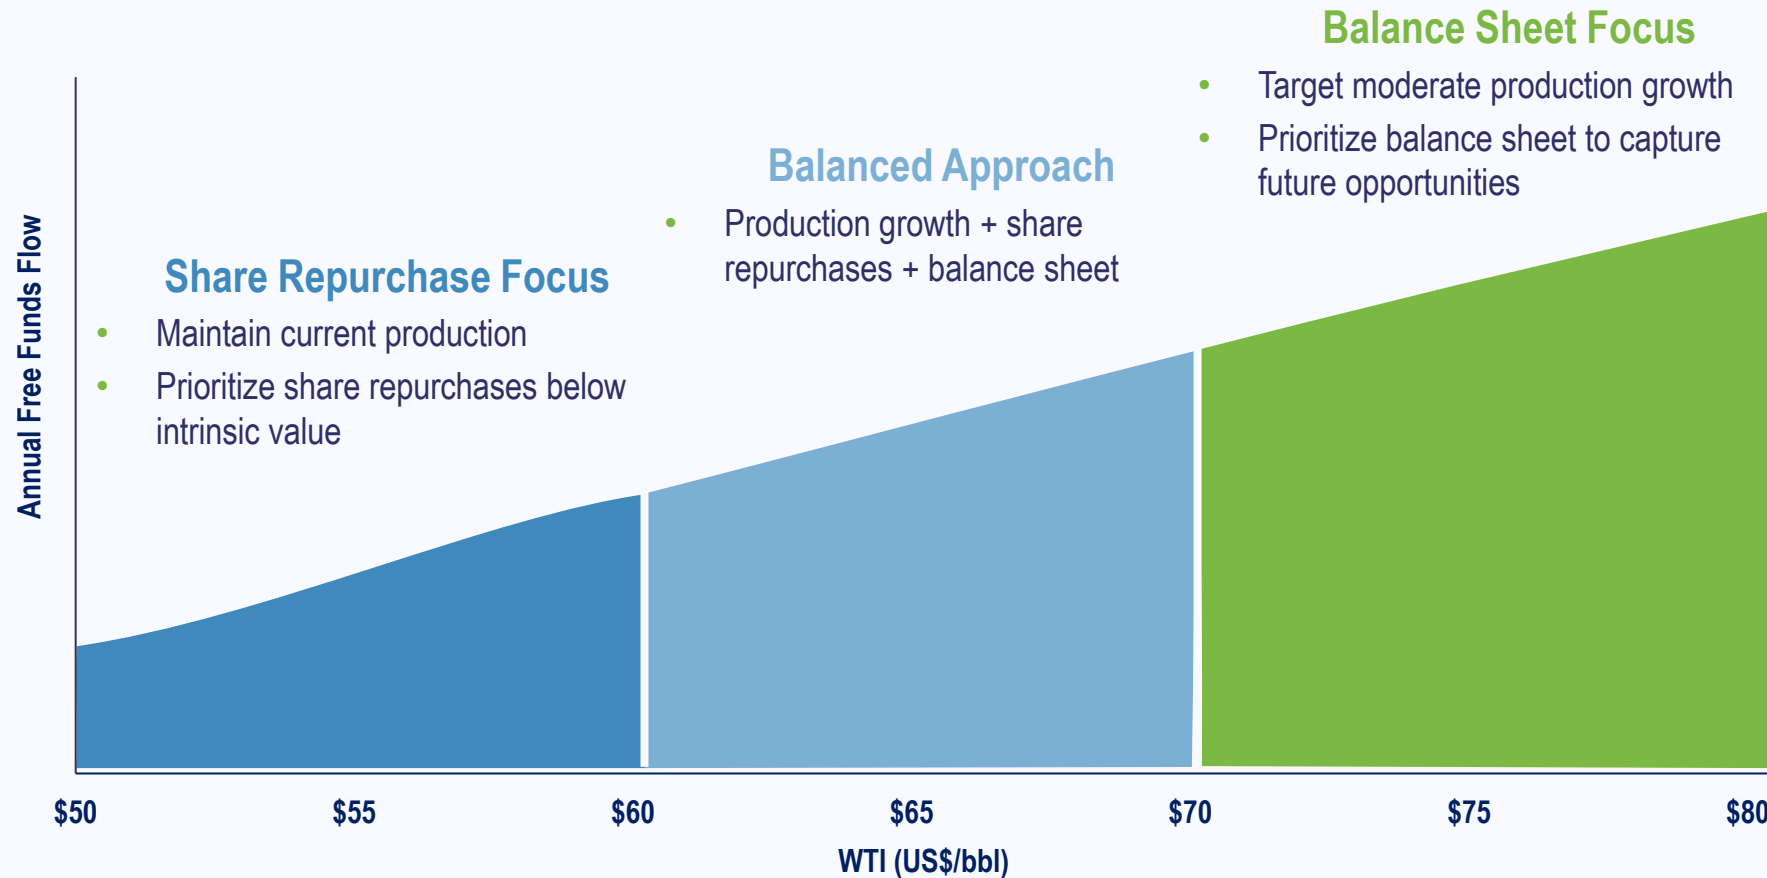 Balance Sheet Focus
• Target moderate production growth
• Prioritize balance sheet to capture
future opportunities
Balanced Approach
• Production growth + share
repurchases + balance sheet
Share Repurchase Focus
• Maintain current production
• Prioritize share repurchases below
intrinsic value
Annual Free Funds Flow
$50 $55 $60 $65 $70 $75 $80
WTI (US$/bbl)